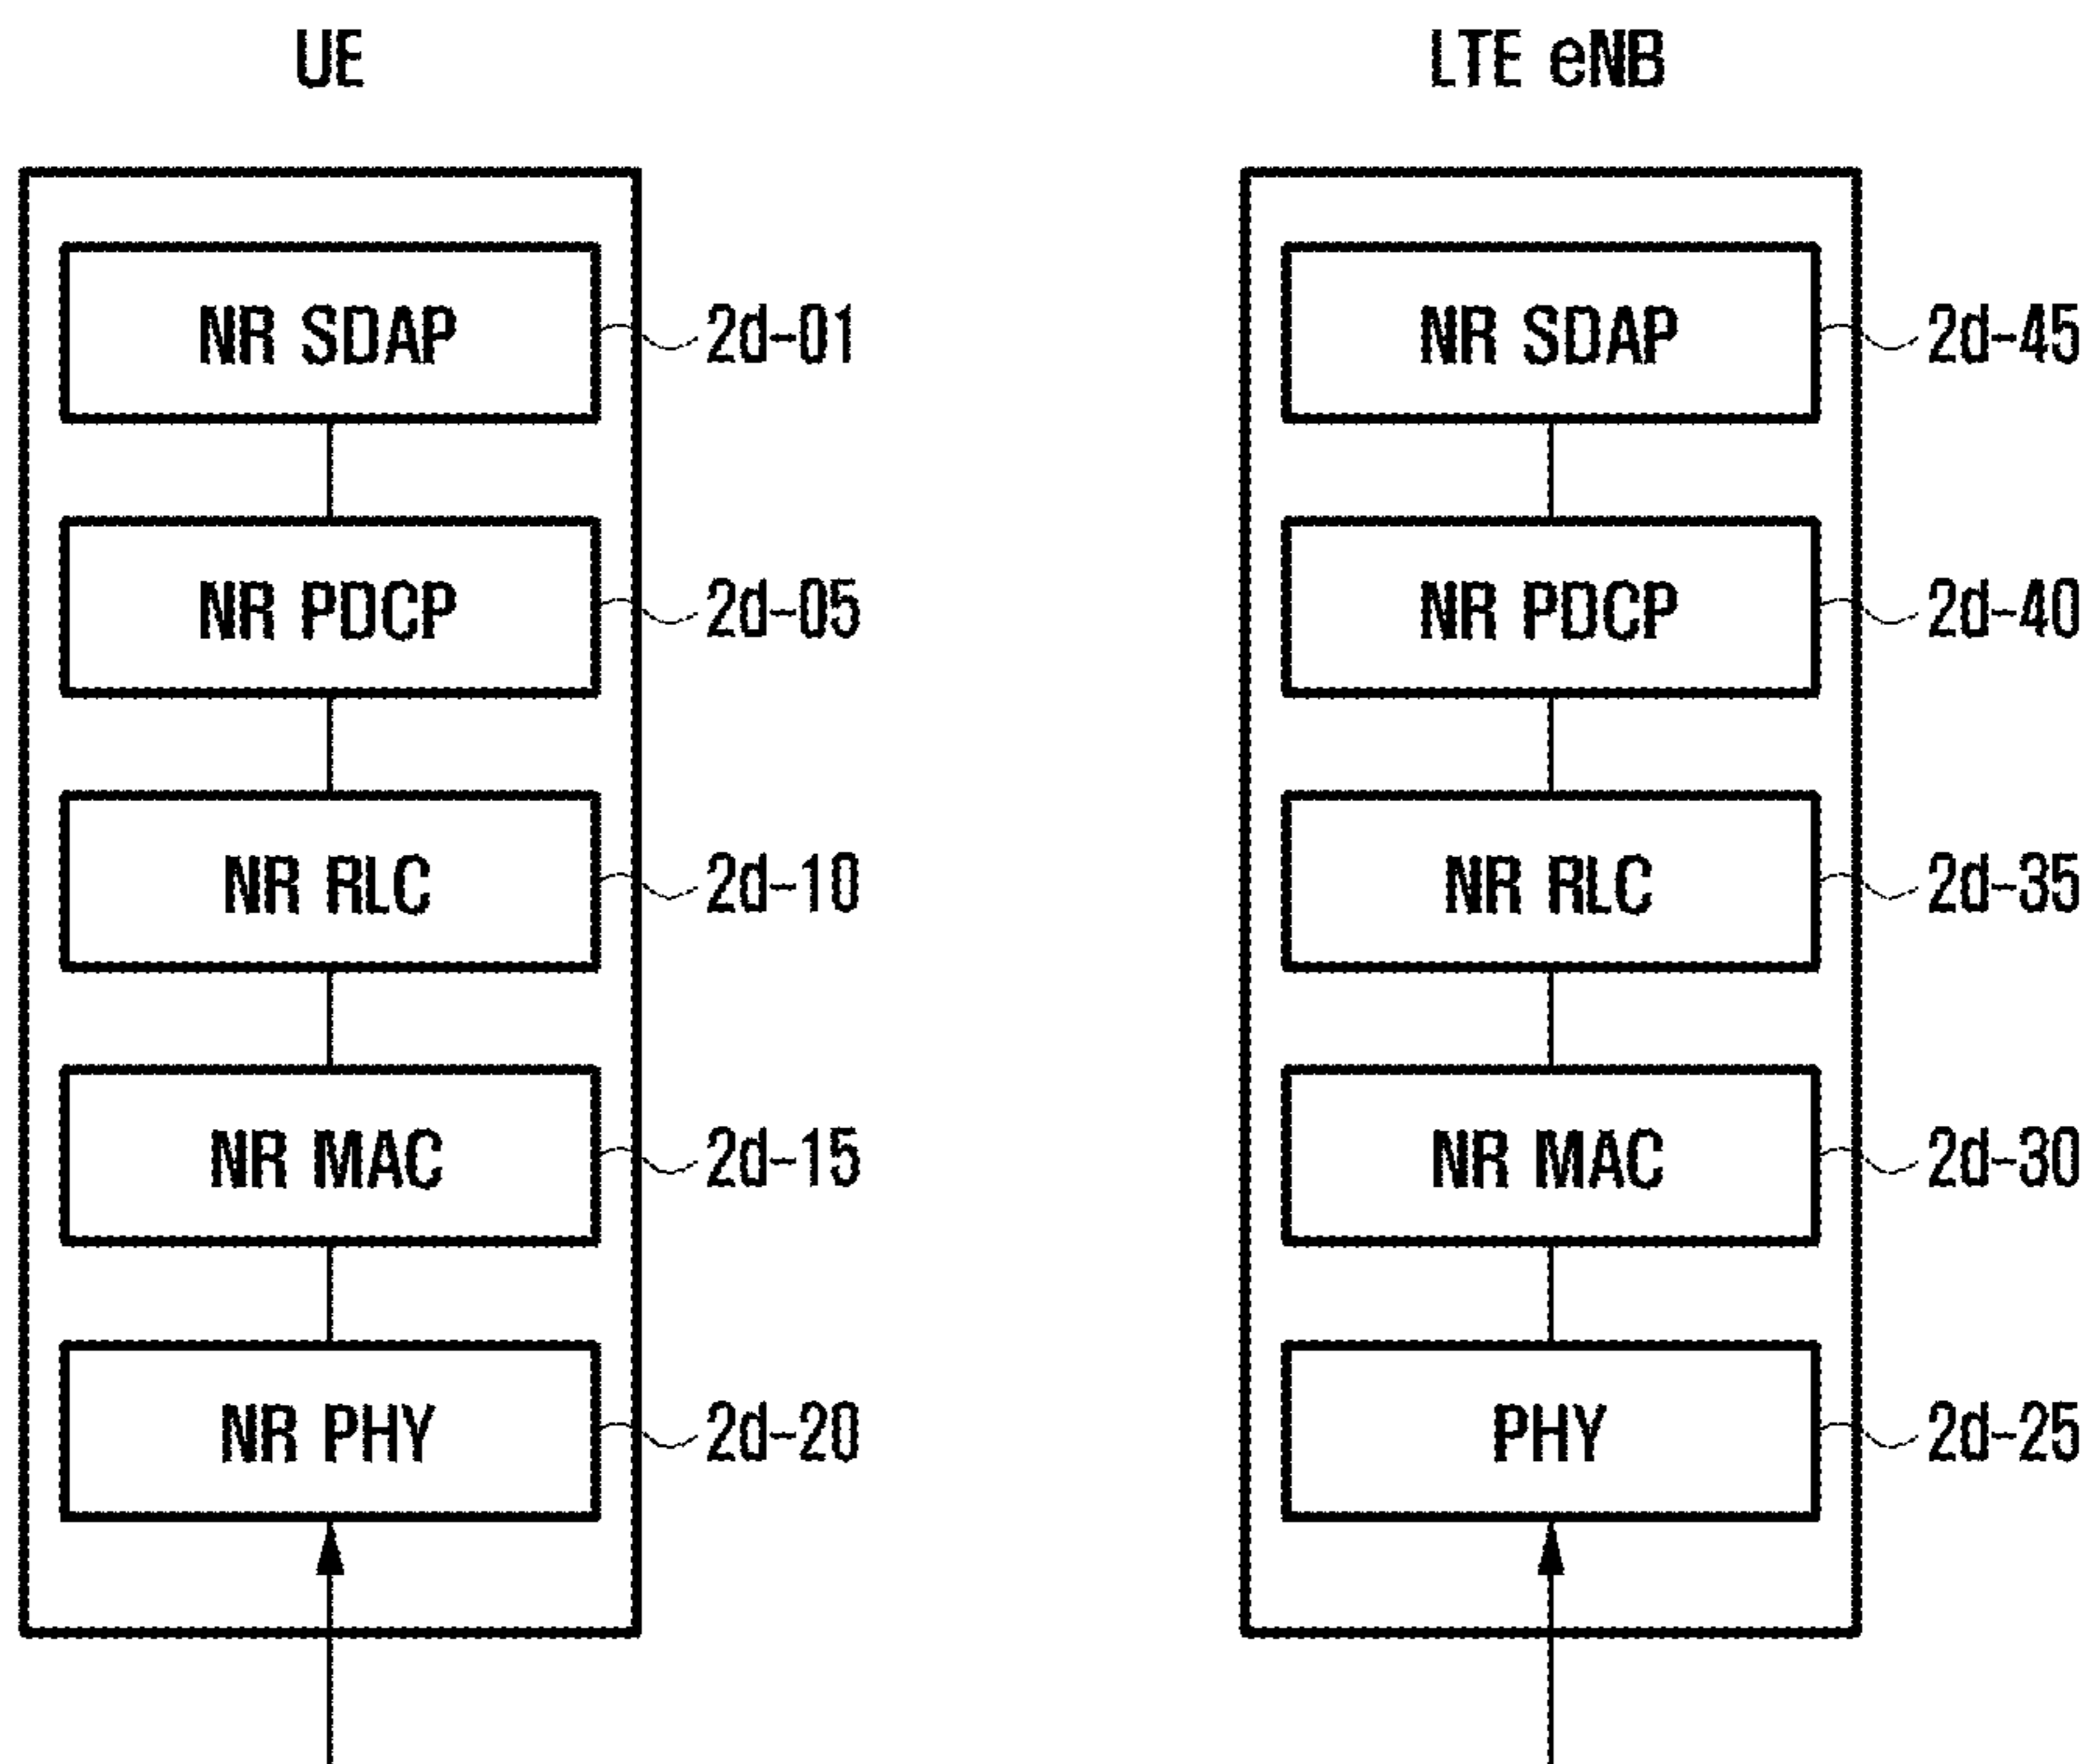 UE
LTE eNB
NR SDAP
2d-01
NR SDAP
2d-45
NR PDCP
2d-05
NR PDCP
2d-40
NR RLC
2d-10
NR RLC
2d-35
NR MAC
2d-15
NR MAC
2d-30
NR PHY
2d-20
PHY
2d-25